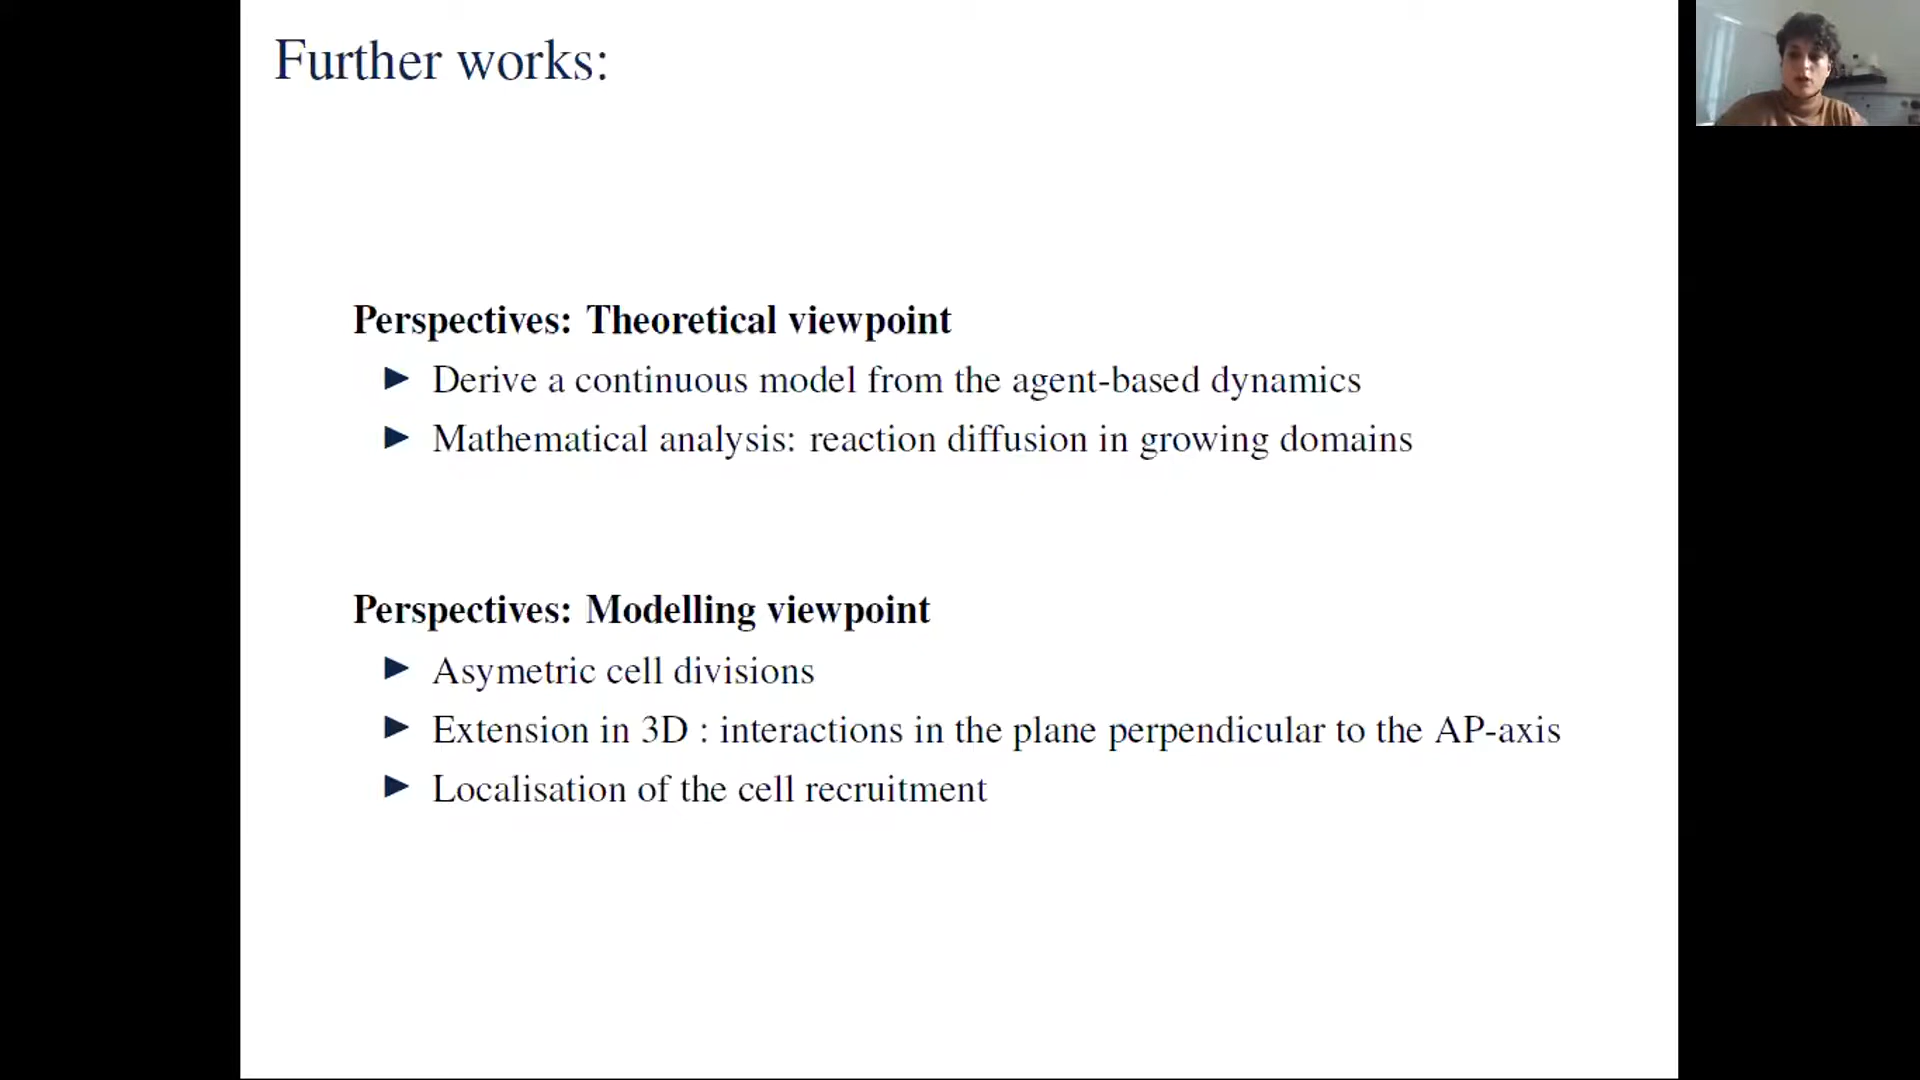 Further works:
Perspectives: Theoretical viewpoint
Derive a continuous model from the agent-based dynamics
Mathematical analysis: reaction diffusion in growing domains
Perspectives: Modelling viewpoint
Asymetric cell divisions
Extension in 3D : interactions in the plane perpendicular to the AP-axis
Localisation of the cell recruitment